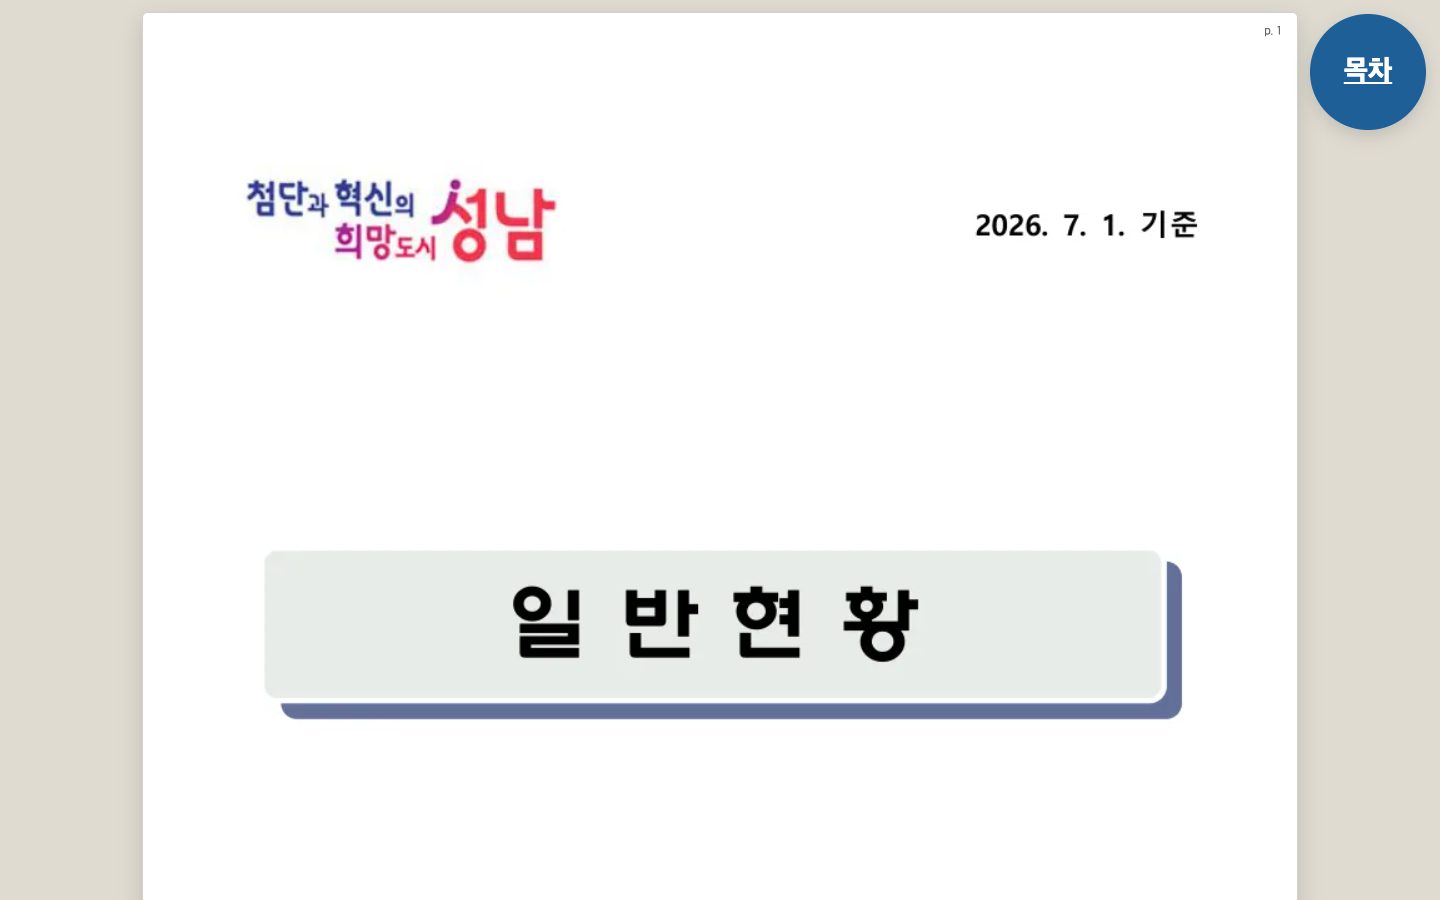 p. 1
목차
첨단과 혁신의
희망도시 성남
2026. 7. 1. 기준
일 반 현 황